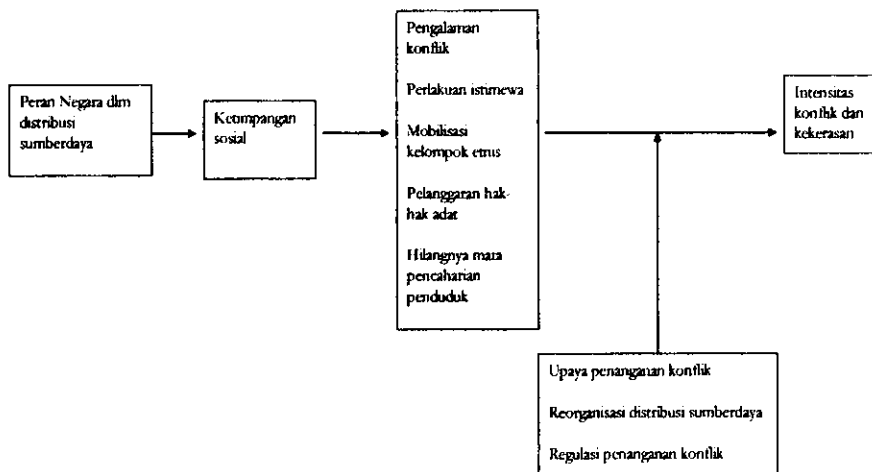 Peran Negara dlm
distribusi
sumberdaya
Ketimpangan
sosial
Pengalaman
konflik
Perlakuan istimewa
Mobilisasi
kelompok etnis
Pelanggaran hak-
hak adat
Hilangnya mata
pencaharian
penduduk
Intensitas
konflik dan
kekerasan
Upaya penanganan konflik
Reorganisasi distribusi sumberdaya
Regulasi penanganan konflik